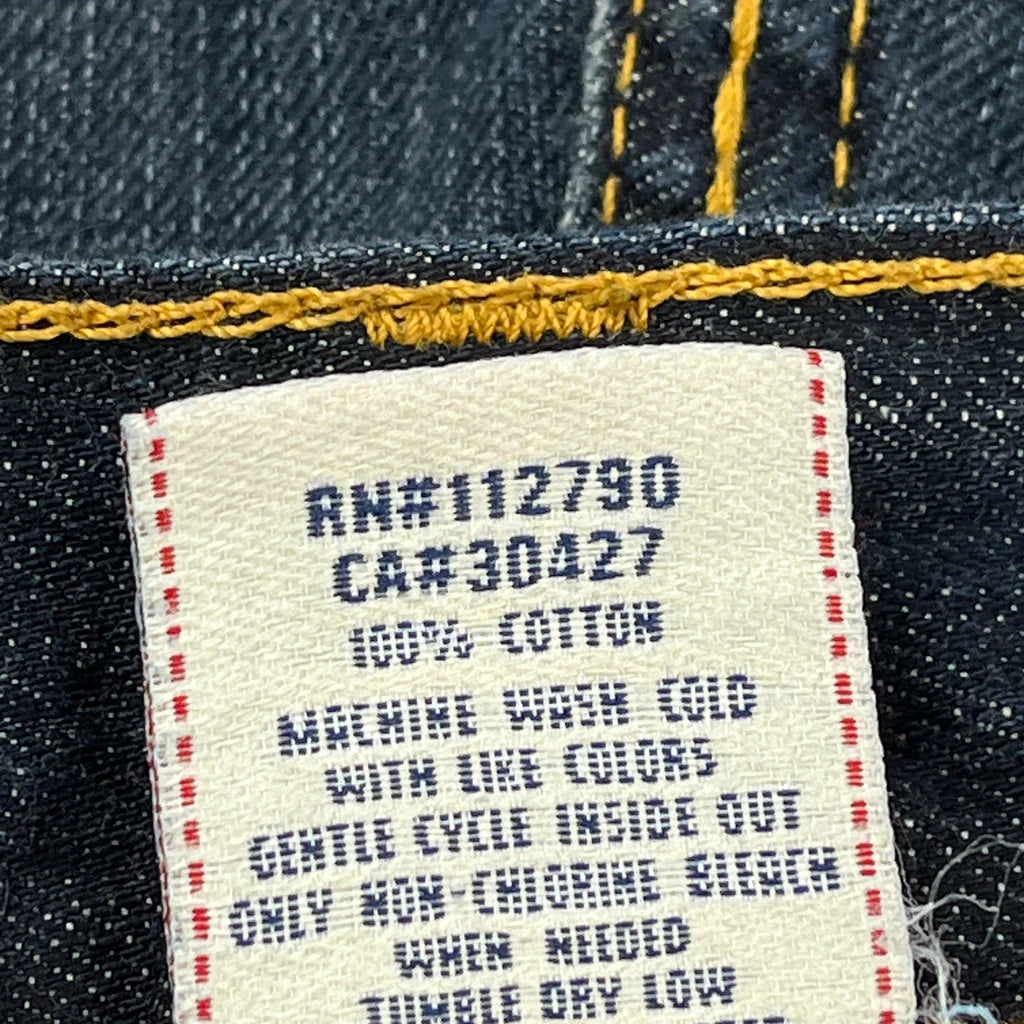 RN#112790
CA#30427
100% COTTON
MACHINE WASH COLD
WITH LIKE COLORS
GENTLE CYCLE INSIDE OUT
ONLY NON-CHLORINE BLEACH
WHEN NEEDED
TUMBLE DRY LOW